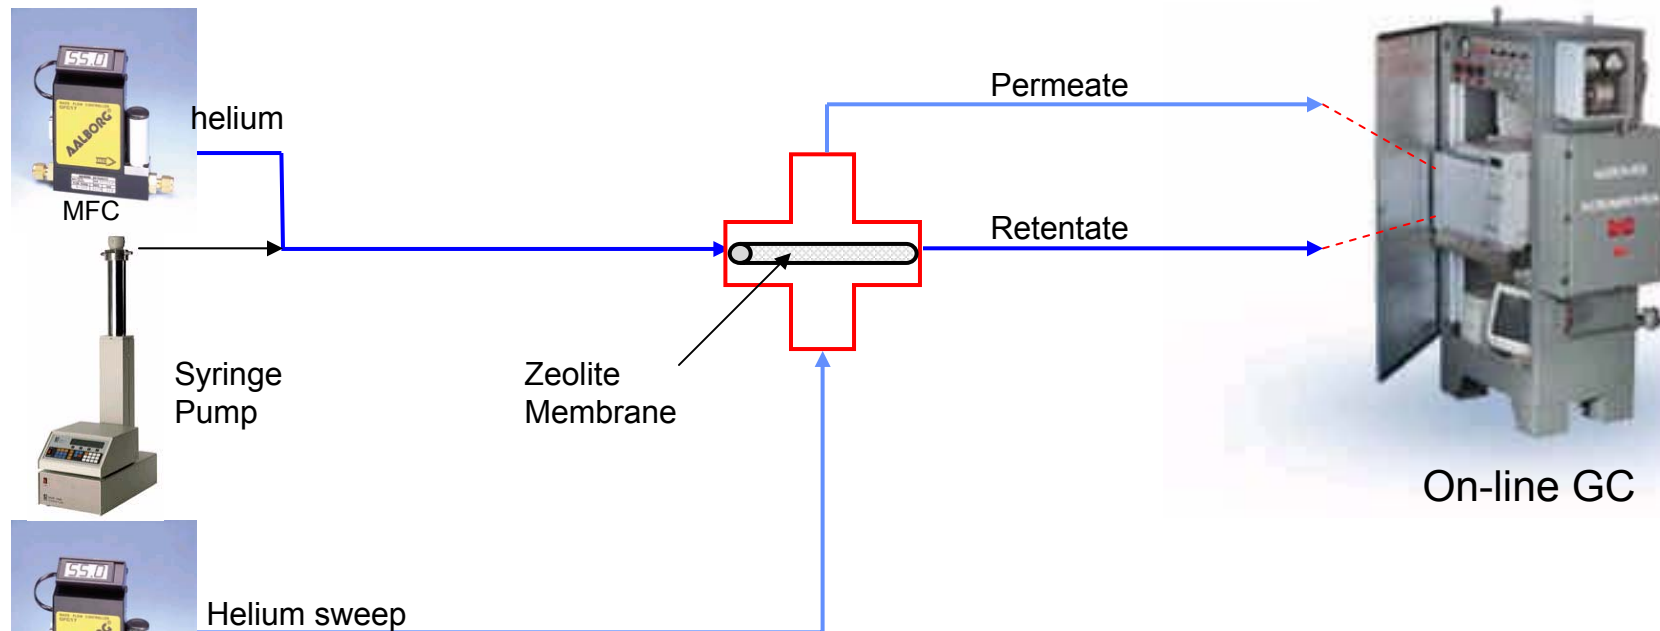 55.0
helium
AALBORG
MFC
Permeate
Retentate
Syringe
Pump
Zeolite
Membrane
On-line GC
55.0
Helium sweep